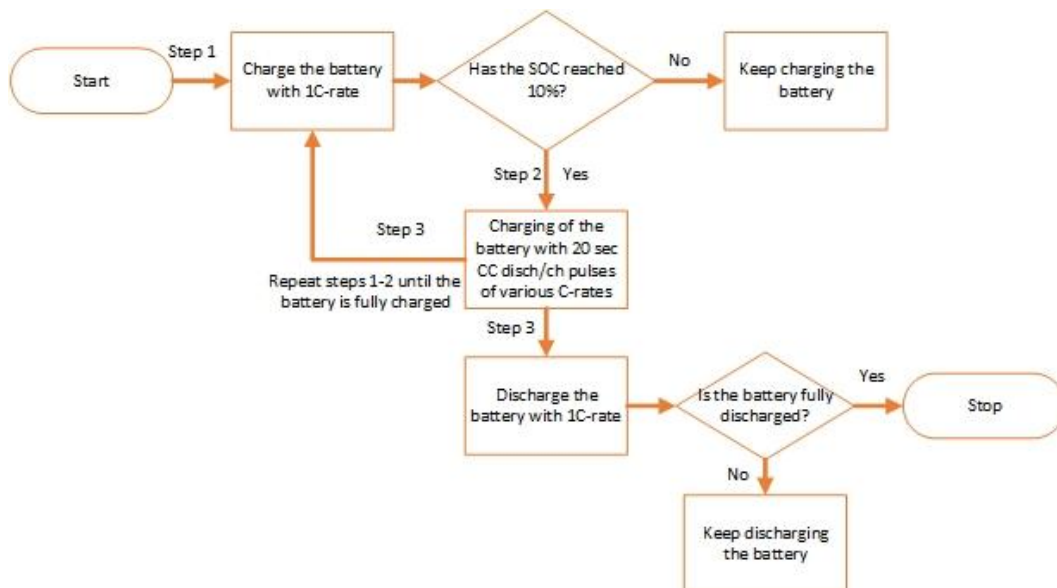 Step 1
Start
Charge the battery
with 1C-rate
Has the SOC reached
10%?
No
Keep charging the
battery
Step 2
Yes
Step 3
Repeat steps 1-2 until the
battery is fully charged
Charging of the
battery with 20 sec
CC disch/ch pulses
of various C-rates
Step 3
Discharge the
battery with 1C-rate
Is the battery fully
discharged?
Yes
Stop
No
Keep discharging
the battery